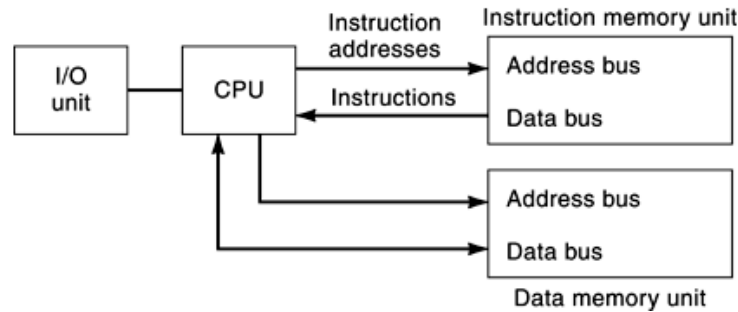 Instruction memory unit
Instruction
addresses
I/O
unit
CPU
Address bus
Instructions
Data bus
Address bus
Data bus
Data memory unit